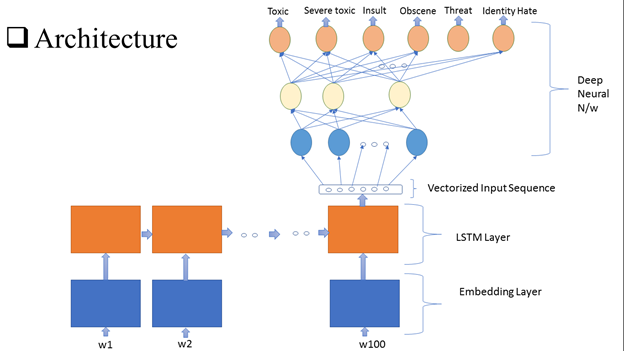 Toxic Severe toxic Insult Obscene Threat Identity Hate
Architecture
Deep
Neural
N/w
Vectorized Input Sequence
LSTM Layer
Embedding Layer
w1 w2 w100